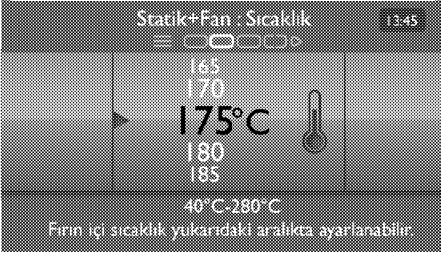 Statik+Fan : Sıcaklık
13:45
165
170
175°C
180
185
40°C-280°C
Fırın içi sıcaklık yukarıdaki aralıkta ayarlanabilir.